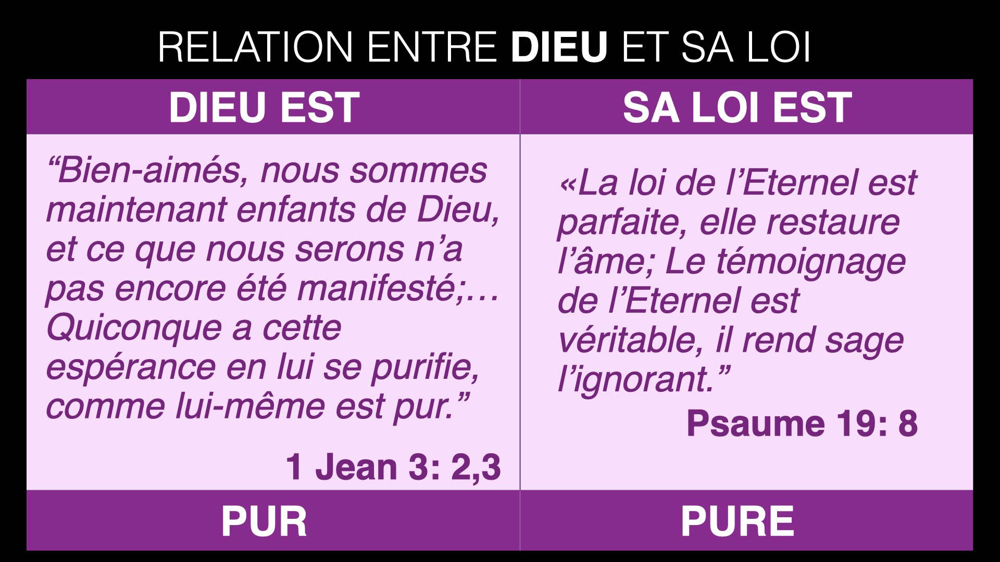 RELATION ENTRE DIEU ET SA LOI
DIEU EST
“Bien-aimés, nous sommes
maintenant enfants de Dieu,
et ce que nous serons n’a
pas encore été manifesté;…
Quiconque a cette
espérance en lui se purifie,
comme lui-même est pur.”
1 Jean 3: 2,3
PUR
SA LOI EST
«La loi de l’Eternel est
parfaite, elle restaure
l’âme; Le témoignage
de l’Eternel est
véritable, il rend sage
l’ignorant.”
Psaume 19: 8
PURE